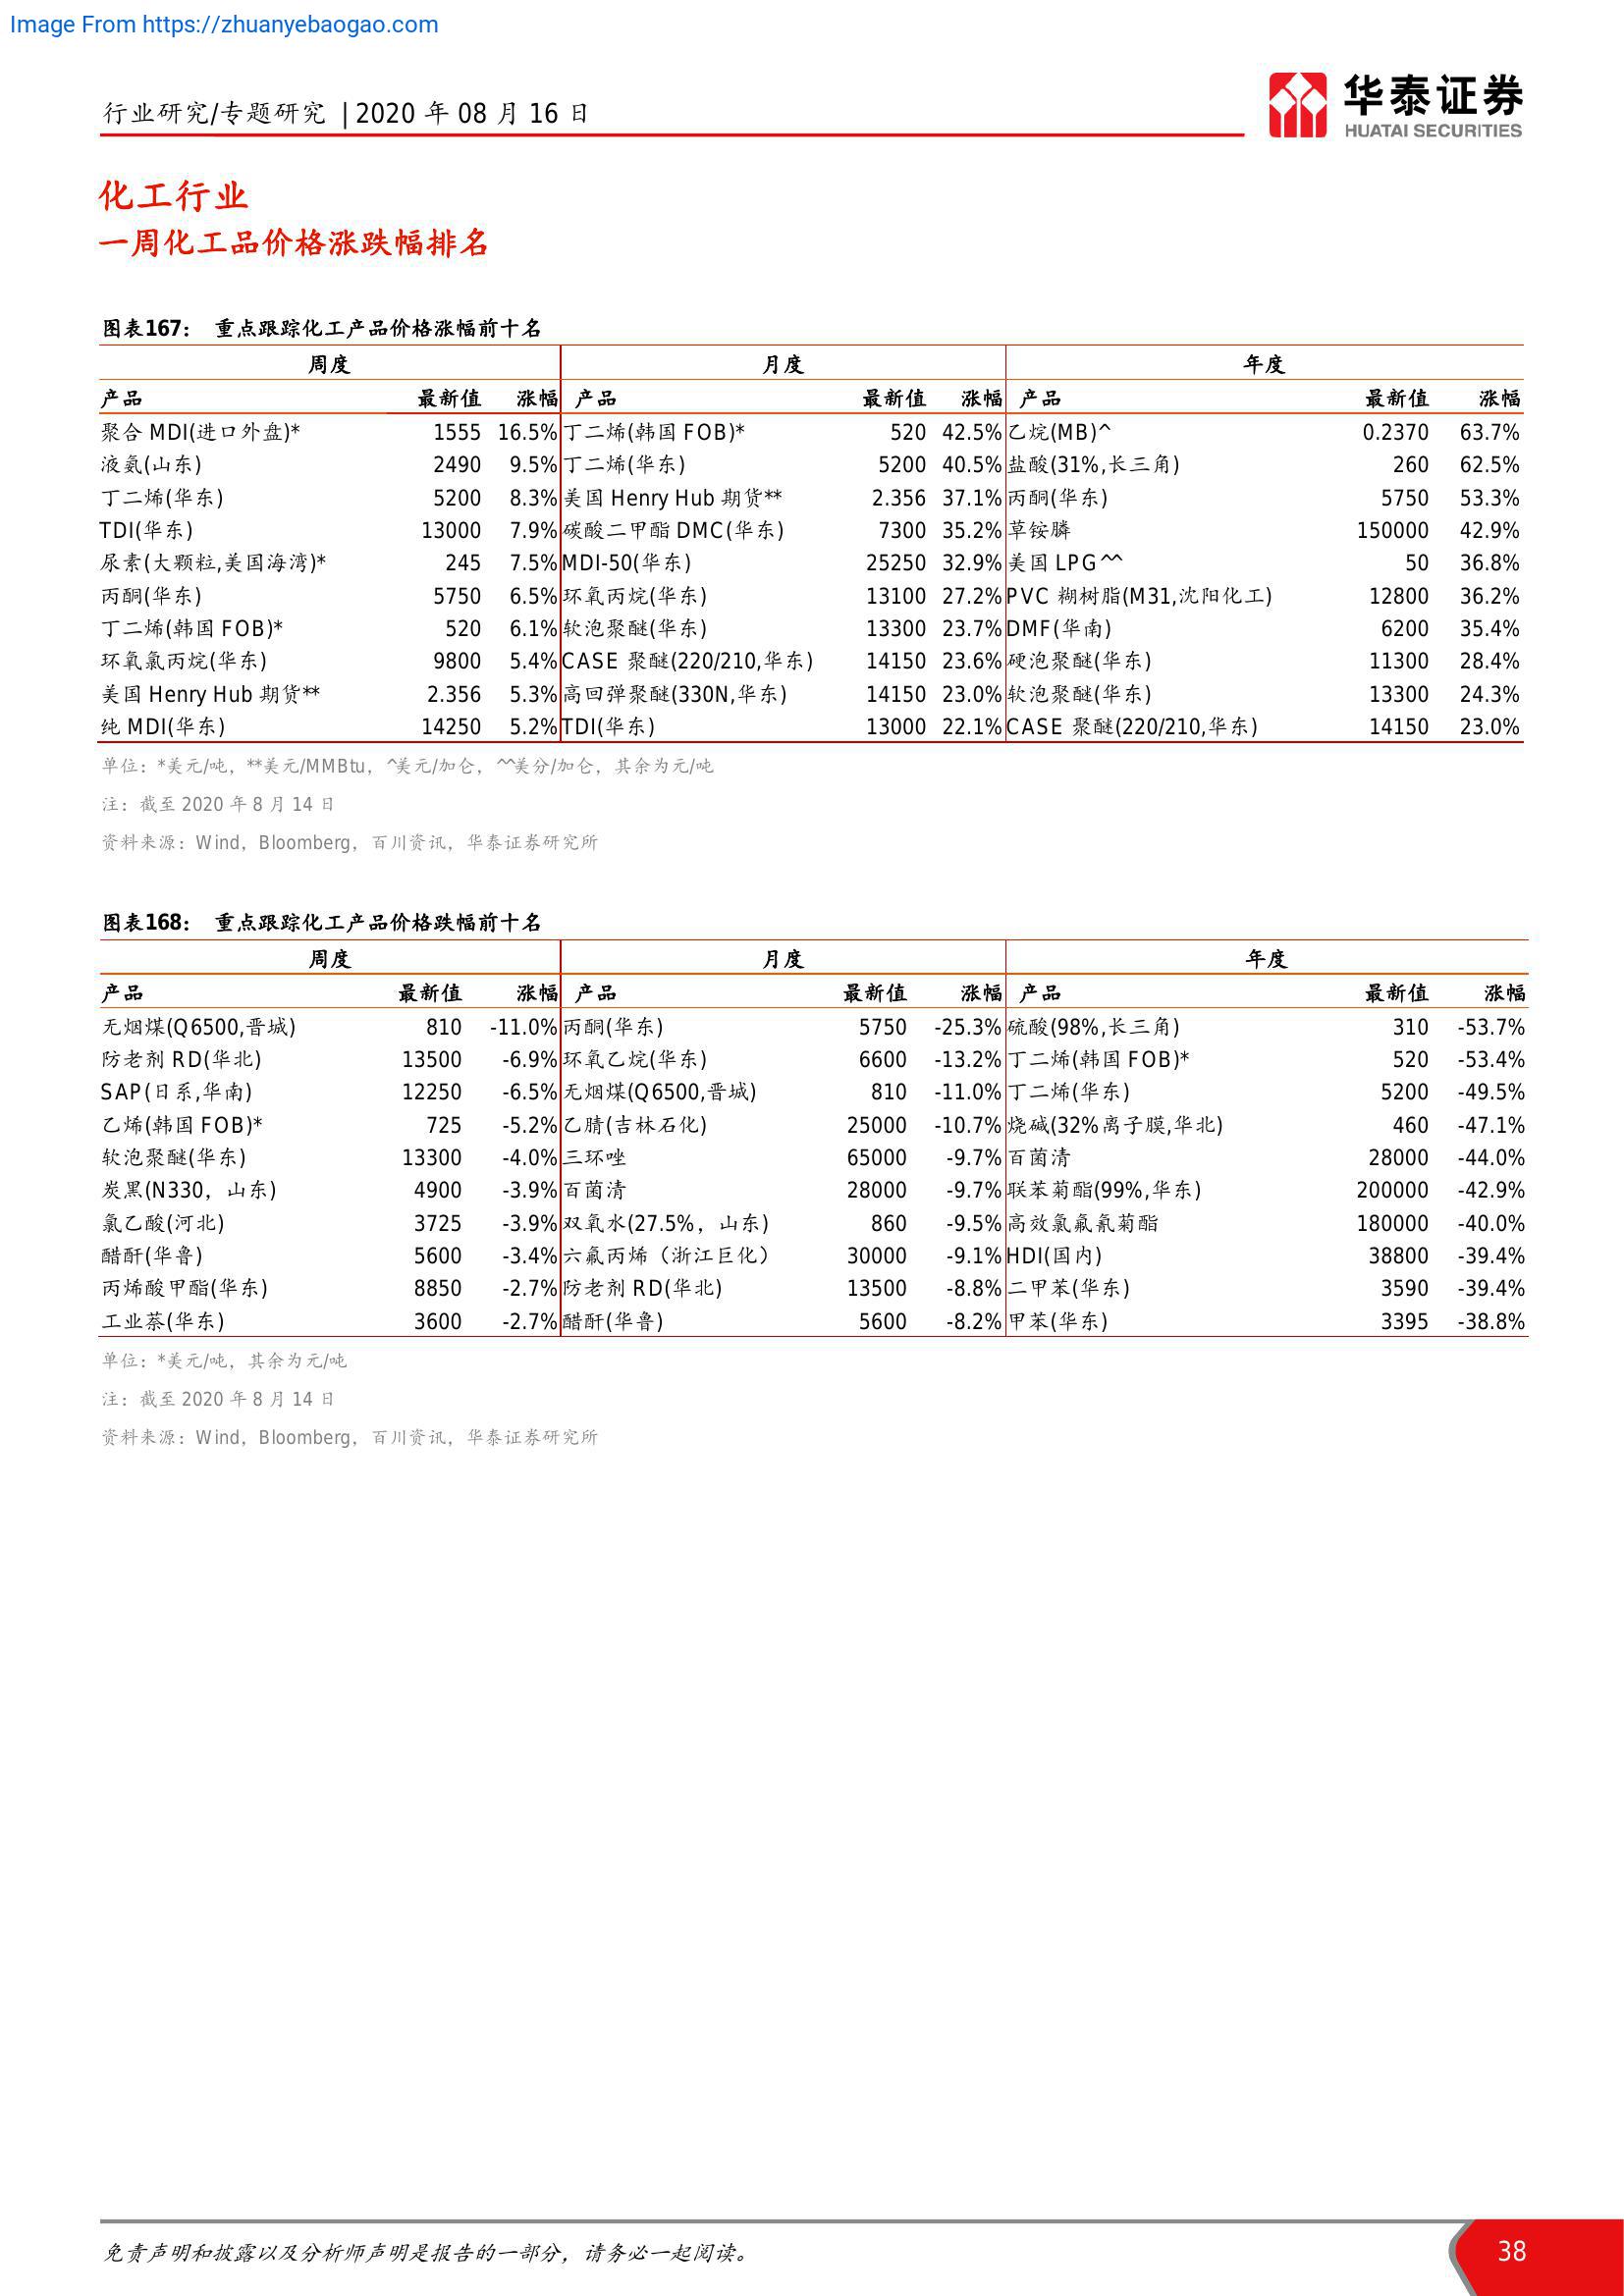 Image From https://zhuanyebaogao.com
行业研究/专题研究 | 2020 年 08 月 16 日
华泰证券
HUATAI SECURITIES
化工行业
一周化工品价格涨跌幅排名
图表167： 重点跟踪化工产品价格涨幅前十名
周度 月度 年度
产品 最新值 涨幅 产品 最新值 涨幅 产品 最新值 涨幅
聚合 MDI(进口外盘)* 1555 16.5% 丁二烯(韩国 FOB)* 520 42.5% 乙烷(MB)^ 0.2370 63.7%
液氨(山东) 2490 9.5% 丁二烯(华东) 5200 40.5% 盐酸(31%,长三角) 260 62.5%
丁二烯(华东) 5200 8.3% 美国 Henry Hub 期货** 2.356 37.1% 丙酮(华东) 5750 53.3%
TDI(华东) 13000 7.9% 碳酸二甲酯 DMC(华东) 7300 35.2% 草铵膦 150000 42.9%
尿素(大颗粒,美国海湾)* 245 7.5% MDI-50(华东) 25250 32.9% 美国 LPG^^ 50 36.8%
丙酮(华东) 5750 6.5% 环氧丙烷(华东) 13100 27.2% PVC 糊树脂(M31,沈阳化工) 12800 36.2%
丁二烯(韩国 FOB)* 520 6.1% 软泡聚醚(华东) 13300 23.7% DMF(华南) 6200 35.4%
环氧氯丙烷(华东) 9800 5.4% CASE 聚醚(220/210,华东) 14150 23.6% 硬泡聚醚(华东) 11300 28.4%
美国 Henry Hub 期货** 2.356 5.3% 高回弹聚醚(330N,华东) 14150 23.0% 软泡聚醚(华东) 13300 24.3%
纯 MDI(华东) 14250 5.2% TDI(华东) 13000 22.1% CASE 聚醚(220/210,华东) 14150 23.0%
单位：*美元/吨，**美元/MMBtu，^美元/加仑，^^美分/加仑，其余为元/吨
注：截至 2020 年 8 月 14 日
资料来源：Wind，Bloomberg，百川资讯，华泰证券研究所
图表168： 重点跟踪化工产品价格跌幅前十名
周度 月度 年度
产品 最新值 涨幅 产品 最新值 涨幅 产品 最新值 涨幅
无烟煤(Q6500,晋城) 810 -11.0% 丙酮(华东) 5750 -25.3% 硫酸(98%,长三角) 310 -53.7%
防老剂 RD(华北) 13500 -6.9% 环氧乙烷(华东) 6600 -13.2% 丁二烯(韩国 FOB)* 520 -53.4%
SAP(日系,华南) 12250 -6.5% 无烟煤(Q6500,晋城) 810 -11.0% 丁二烯(华东) 5200 -49.5%
乙烯(韩国 FOB)* 725 -5.2% 乙腈(吉林石化) 25000 -10.7% 烧碱(32%离子膜,华北) 460 -47.1%
软泡聚醚(华东) 13300 -4.0% 三环唑 65000 -9.7% 百菌清 28000 -44.0%
炭黑(N330，山东) 4900 -3.9% 百菌清 28000 -9.7% 联苯菊酯(99%,华东) 200000 -42.9%
氯乙酸(河北) 3725 -3.9% 双氧水(27.5%，山东) 860 -9.5% 高效氯氟氰菊酯 180000 -40.0%
醋酐(华鲁) 5600 -3.4% 六氟丙烯（浙江巨化） 30000 -9.1% HDI(国内) 38800 -39.4%
丙烯酸甲酯(华东) 8850 -2.7% 防老剂 RD(华北) 13500 -8.8% 二甲苯(华东) 3590 -39.4%
工业萘(华东) 3600 -2.7% 醋酐(华鲁) 5600 -8.2% 甲苯(华东) 3395 -38.8%
单位：*美元/吨，其余为元/吨
注：截至 2020 年 8 月 14 日
资料来源：Wind，Bloomberg，百川资讯，华泰证券研究所
免责声明和披露以及分析师声明是报告的一部分，请务必一起阅读。 38